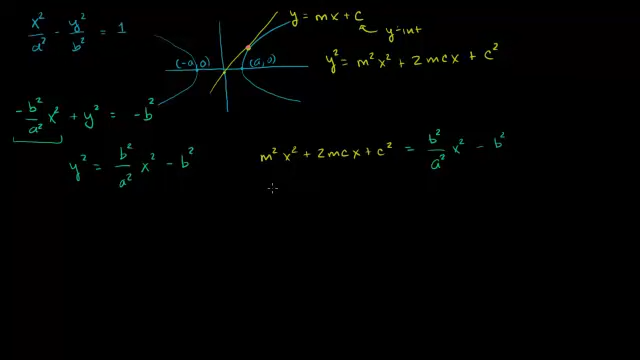 x²/a² - y²/b² = 1
(-a,0)
(a,0)
y = mx + c
y-int
y² = m²x² + 2mcx + c²
-b²/a² x² + y² = -b²
y² = b²/a² x² - b²
m²x² + 2mcx + c² = b²/a² x² - b²